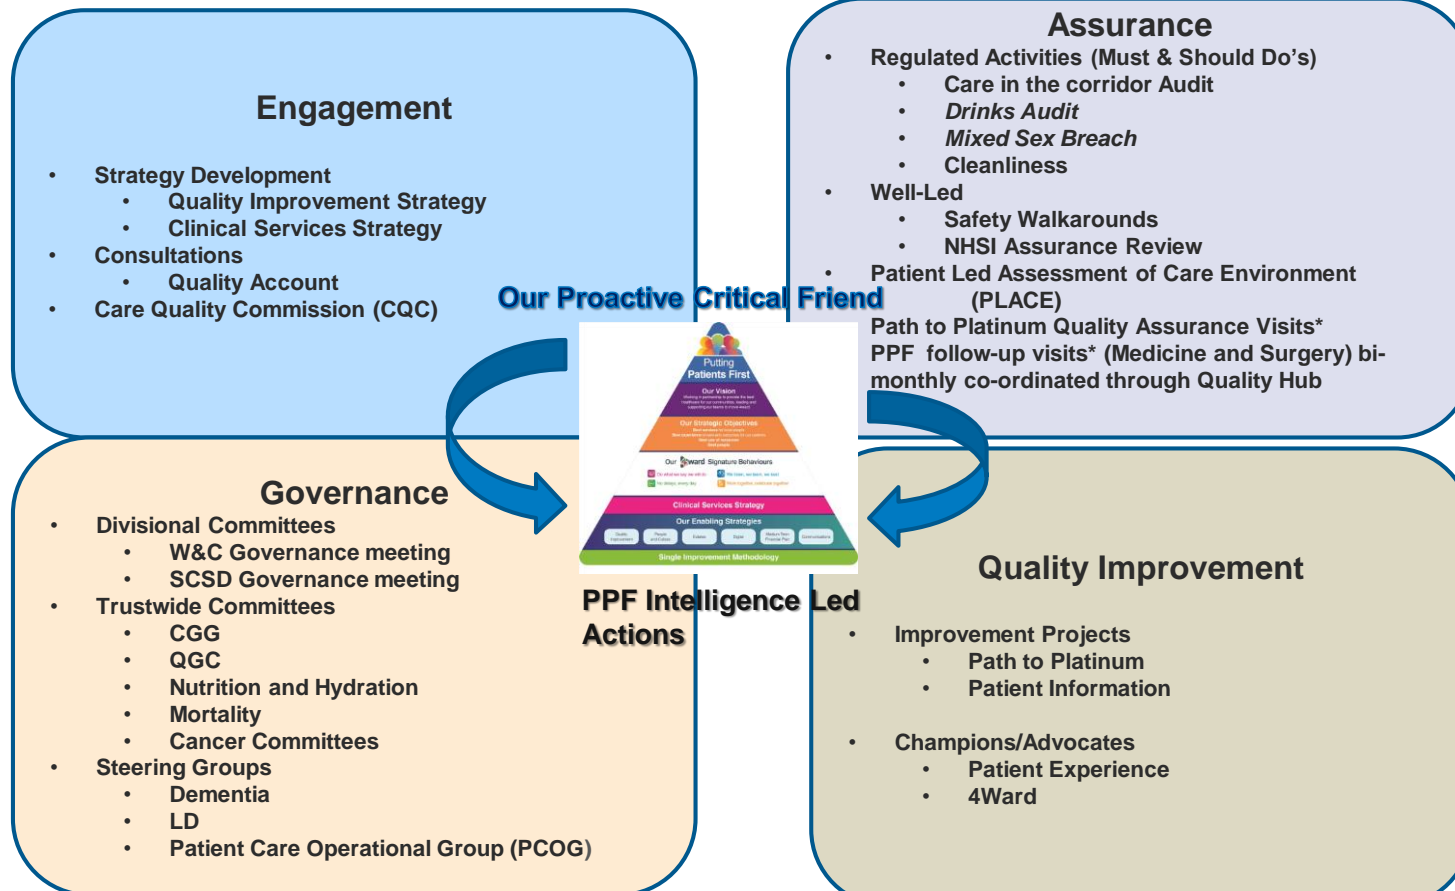 Engagement
• Strategy Development
• Quality Improvement Strategy
• Clinical Services Strategy
• Consultations
• Quality Account
• Care Quality Commission (CQC)
Assurance
• Regulated Activities (Must & Should Do's)
• Care in the corridor Audit
• Drinks Audit
• Mixed Sex Breach
• Cleanliness
• Well-Led
• Safety Walkarounds
• NHSI Assurance Review
• Patient Led Assessment of Care Environment
(PLACE)
Path to Platinum Quality Assurance Visits*
PPF follow-up visits* (Medicine and Surgery) bi-
monthly co-ordinated through Quality Hub
Our Proactive Critical Friend
Putting
Patients First
Our Vision
Our Strategic Objectives
Our 4ward Signature Behaviours
Clinical Services Strategy
Our Enabling Strategies
Single Improvement Methodology
PPF Intelligence Led
Actions
Governance
• Divisional Committees
• W&C Governance meeting
• SCSD Governance meeting
• Trustwide Committees
• CGG
• QGC
• Nutrition and Hydration
• Mortality
• Cancer Committees
• Steering Groups
• Dementia
• LD
• Patient Care Operational Group (PCOG)
Quality Improvement
• Improvement Projects
• Path to Platinum
• Patient Information
• Champions/Advocates
• Patient Experience
• 4Ward